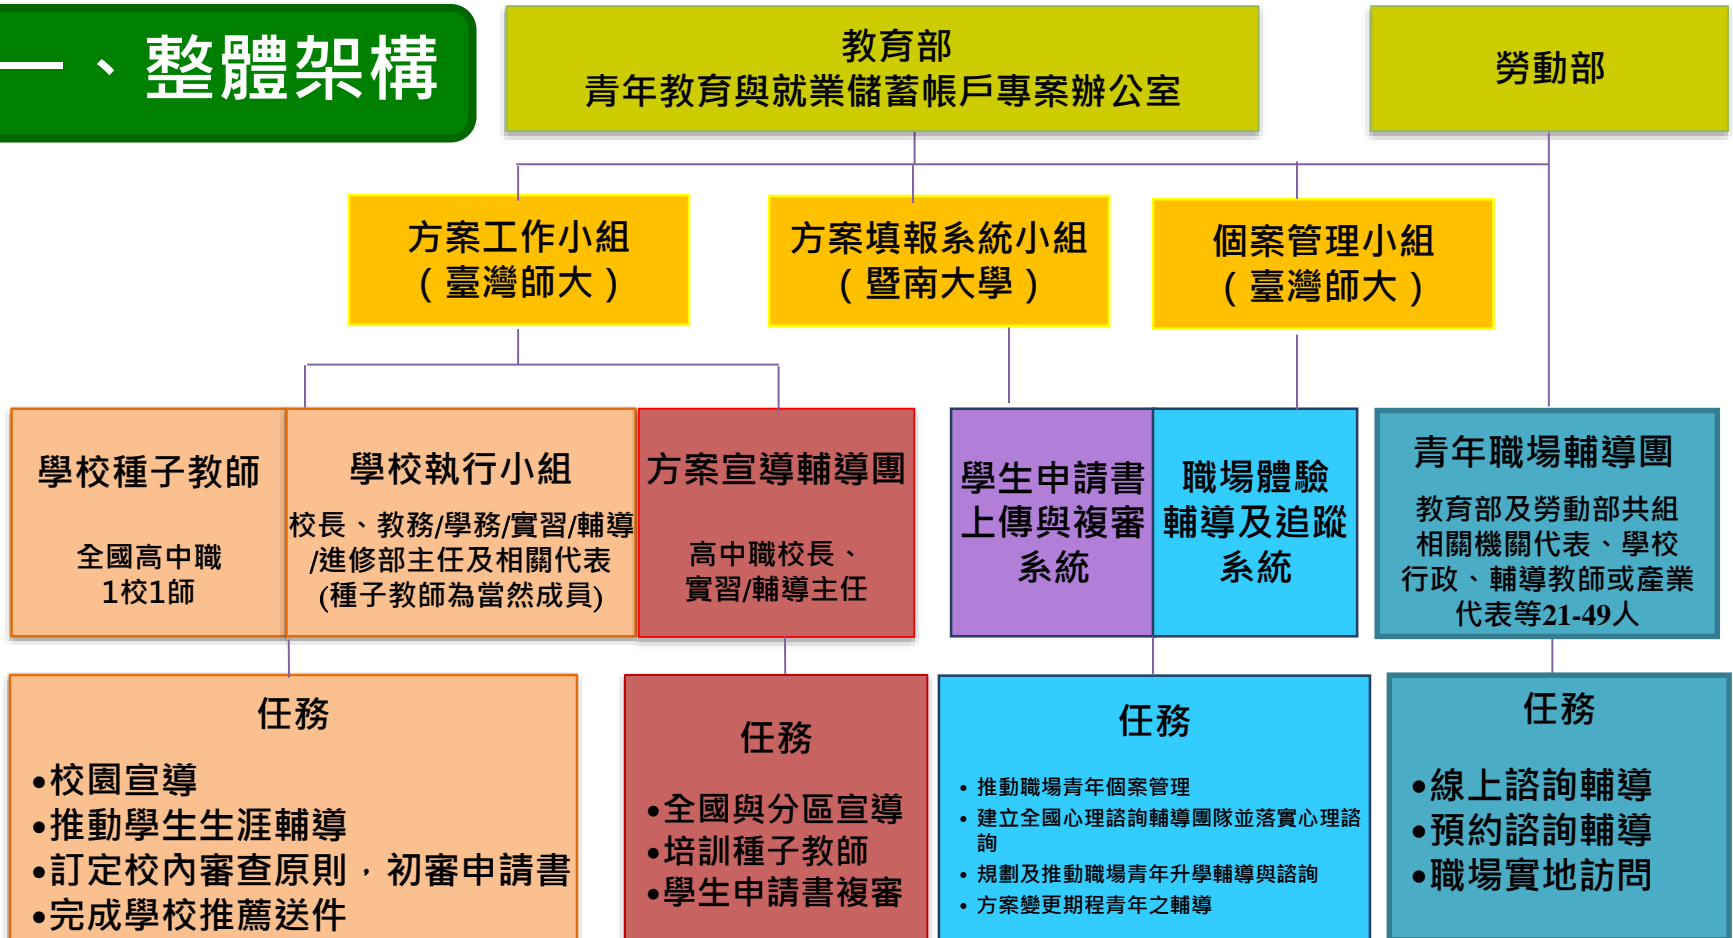 一、整體架構
教育部
青年教育與就業儲蓄帳戶專案辦公室
勞動部
方案工作小組
（臺灣師大）
方案填報系統小組
（暨南大學）
個案管理小組
（臺灣師大）
學校種子教師
全國高中職
1校1師
學校執行小組
校長、教務/學務/實習/輔導
/進修部主任及相關代表
(種子教師為當然成員)
方案宣導輔導團
高中職校長、
實習/輔導主任
學生申請書
上傳與複審
系統
職場體驗
輔導及追蹤
系統
青年職場輔導團
教育部及勞動部共組
相關機關代表、學校
行政、輔導教師或產業
代表等21-49人
任務
•校園宣導
•推動學生生涯輔導
•訂定校內審查原則，初審申請書
•完成學校推薦送件
任務
•全國與分區宣導
•培訓種子教師
•學生申請書複審
任務
• 推動職場青年個案管理
• 建立全國心理諮詢輔導團隊並落實心理諮
詢
• 規劃及推動職場青年升學輔導與諮詢
• 方案變更期程青年之輔導
任務
•線上諮詢輔導
•預約諮詢輔導
•職場實地訪問